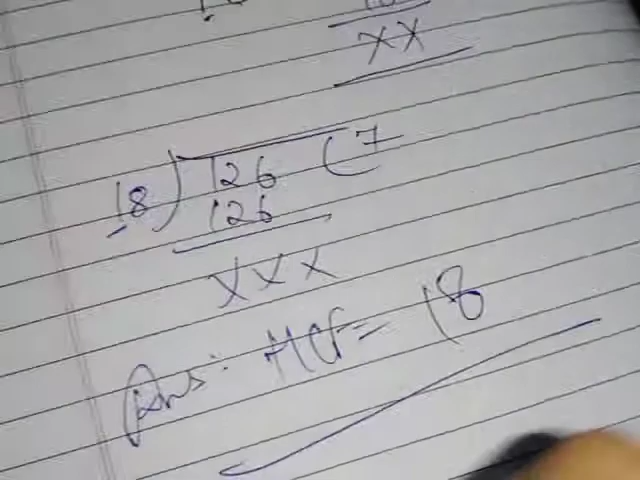 XX
18) 126 ( 7
126
XXX
Ans: HCF = 18